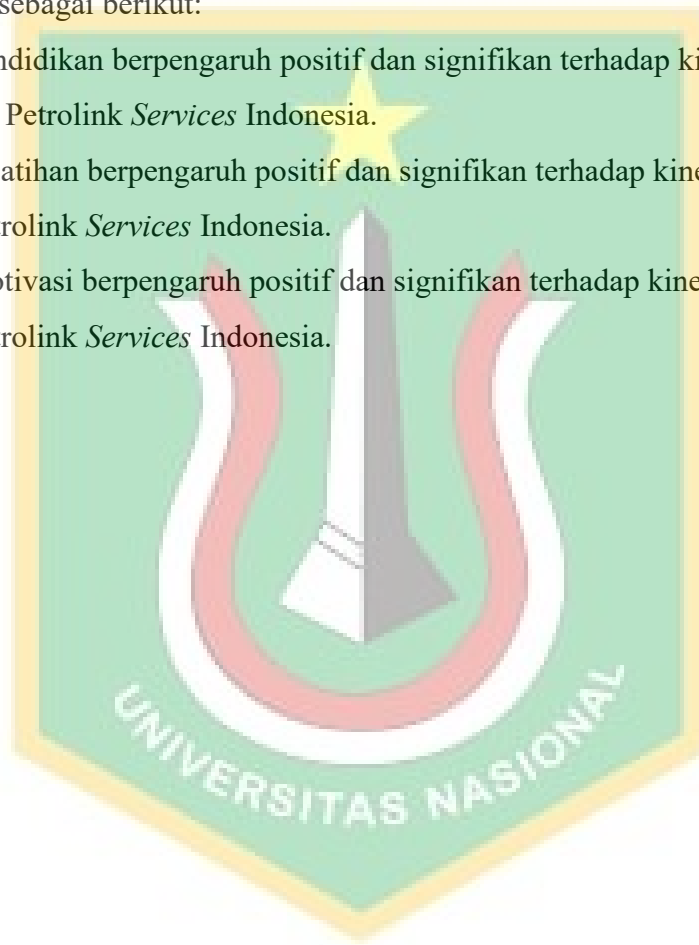 sebagai berikut:
ndidikan berpengaruh positif dan signifikan terhadap ki
Petrolink Services Indonesia.
atihan berpengaruh positif dan signifikan terhadap kine
rolink Services Indonesia.
otivasi berpengaruh positif dan signifikan terhadap kine
rolink Services Indonesia.
UNIVERSITAS NASIONAL